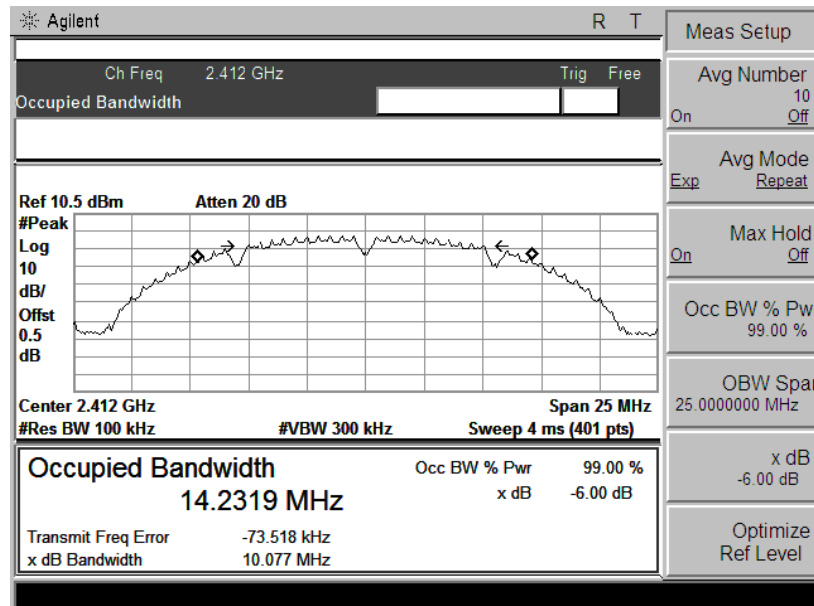 Agilent R T
Ch Freq 2.412 GHz Trig Free
Occupied Bandwidth
Ref 10.5 dBm Atten 20 dB
#Peak
Log
10
dB/
Offst
0.5
dB
Center 2.412 GHz Span 25 MHz
#Res BW 100 kHz #VBW 300 kHz Sweep 4 ms (401 pts)
Occupied Bandwidth Occ BW % Pwr 99.00 %
14.2319 MHz x dB -6.00 dB
Transmit Freq Error -73.518 kHz
x dB Bandwidth 10.077 MHz
Meas Setup
Avg Number
10
On Off
Avg Mode
Exp Repeat
Max Hold
On Off
Occ BW % Pw
99.00 %
OBW Spa
25.0000000 MHz
x dB
-6.00 dB
Optimize
Ref Level